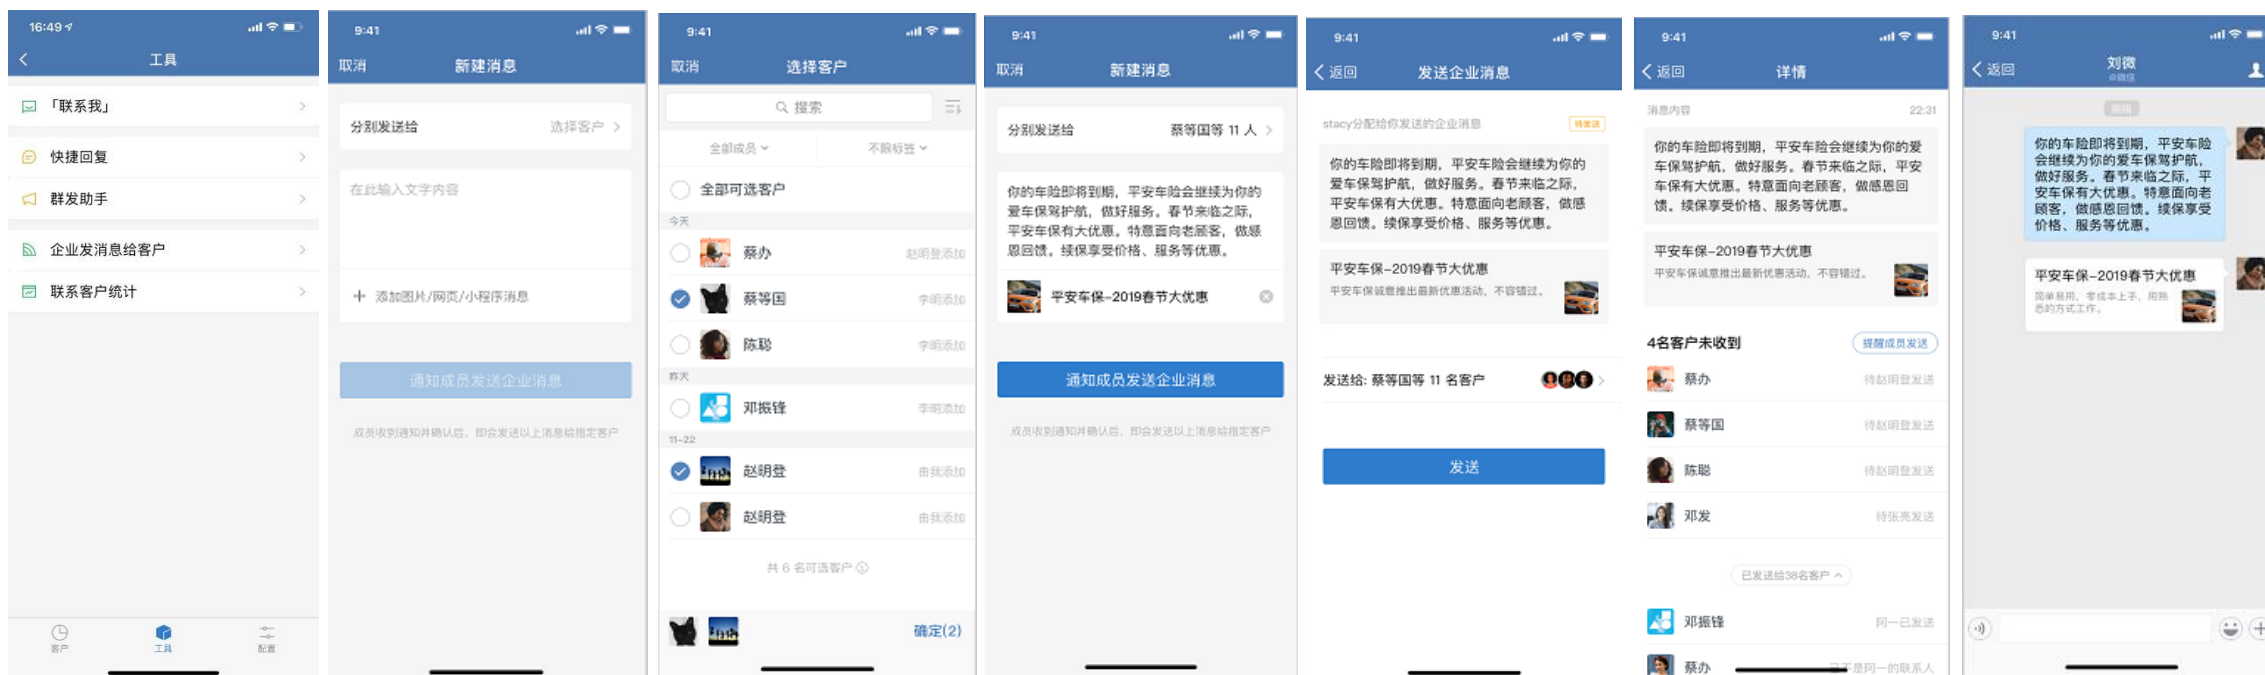 16:49
工具
「联系我」
快捷回复
群发助手
企业发消息给客户
联系客户统计
客户
工具
配置
9:41
取消
新建消息
分别发送给
选择客户
在此输入文字内容
添加图片/网页/小程序消息
通知成员发送企业消息
成员收到通知并确认后，即会发送以上消息给指定客户
9:41
取消
选择客户
搜索
全部成员
不限标签
全部可选客户
今天
蔡办
赵明登添加
蔡等国
李明添加
陈聪
李明添加
昨天
邓振锋
李明添加
11-22
赵明登
由我添加
赵明登
由我添加
共 6 名可选客户
确定(2)
9:41
取消
新建消息
分别发送给
蔡等国等 11 人
你的车险即将到期，平安车险会继续为你的
爱车保驾护航，做好服务。春节来临之际，
平安车保有大优惠。特意面向老顾客，做感
恩回馈。续保享受价格、服务等优惠。
平安车保-2019春节大优惠
通知成员发送企业消息
成员收到通知并确认后，即会发送以上消息给指定客户
9:41
返回
发送企业消息
stacy分配给你发送的企业消息
待发送
你的车险即将到期，平安车险会继续为你的
爱车保驾护航，做好服务。春节来临之际，
平安车保有大优惠。特意面向老顾客，做感
恩回馈。续保享受价格、服务等优惠。
平安车保-2019春节大优惠
平安车保诚意推出最新优惠活动，不容错过。
发送给: 蔡等国等 11 名客户
发送
9:41
返回
详情
消息内容
22:31
你的车险即将到期，平安车险会继续为你的爱
车保驾护航，做好服务。春节来临之际，平安
车保有大优惠。特意面向老顾客，做感恩回
馈。续保享受价格、服务等优惠。
平安车保-2019春节大优惠
平安车保诚意推出最新优惠活动，不容错过。
4名客户未收到
提醒成员发送
蔡办
待赵明登发送
蔡等国
待赵明登发送
陈聪
待赵明登发送
邓发
待张亮发送
已发送给38名客户
邓振锋
阿一已发送
蔡办
不是阿一的联系人
9:41
返回
刘微
@微信
你的车险即将到期，平安车险
会继续为你的爱车保驾护航，
做好服务。春节来临之际，平
安车保有大优惠。特意面向老
顾客，做感恩回馈。续保享受
价格、服务等优惠。
平安车保-2019春节大优惠
简单易用，零成本上手，用熟
悉的方式工作。